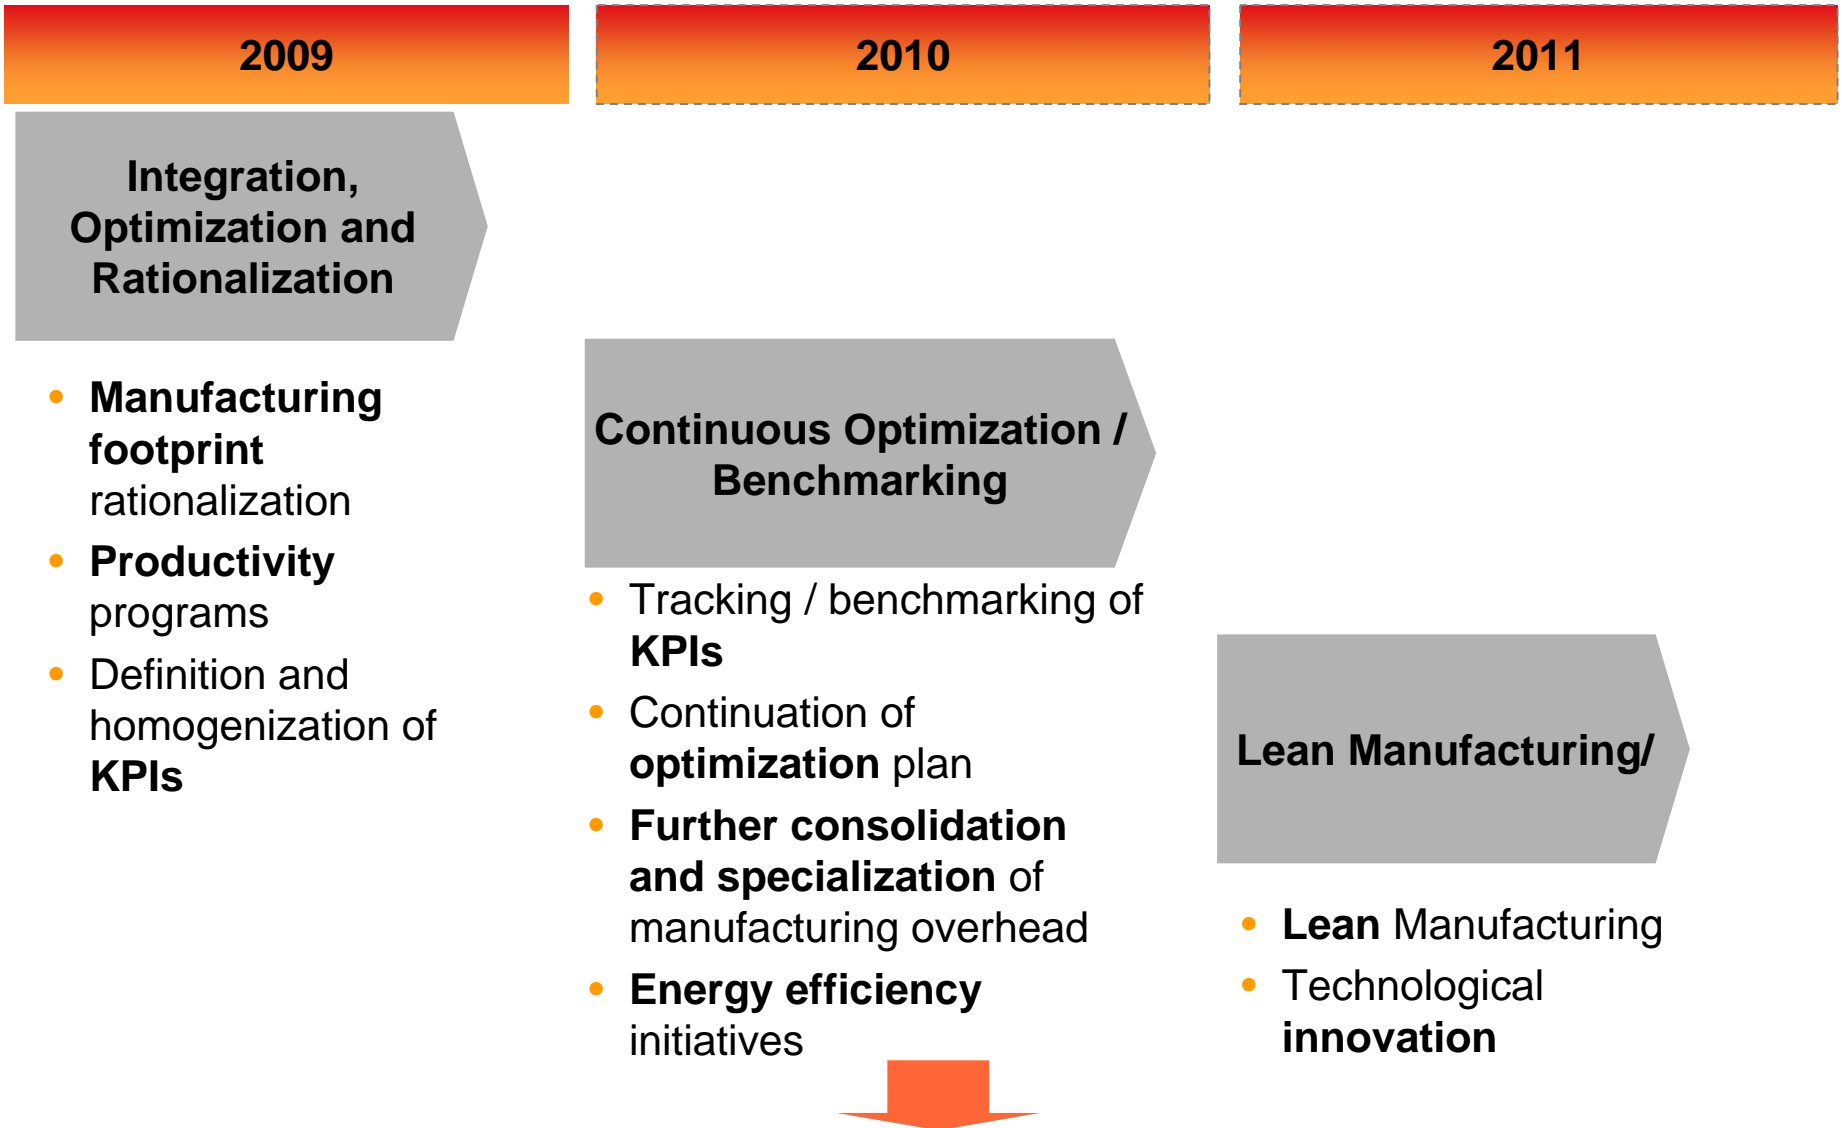 2009
2010
2011
Integration,
Optimization and
Rationalization
• Manufacturing
footprint
rationalization
• Productivity
programs
• Definition and
homogenization of
KPIs
Continuous Optimization /
Benchmarking
• Tracking / benchmarking of
KPIs
• Continuation of
optimization plan
• Further consolidation
and specialization of
manufacturing overhead
• Energy efficiency
initiatives
Lean Manufacturing/
• Lean Manufacturing
• Technological
innovation